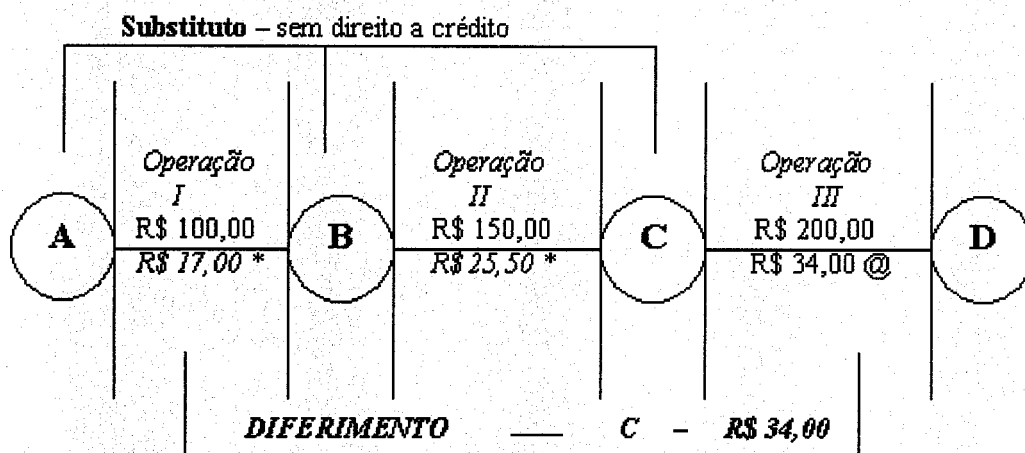 Substituto – sem direito a crédito
Operação Operação Operação
I II III
A R$ 100,00 B R$ 150,00 C R$ 200,00 D
R$ 17,00 * R$ 25,50 * R$ 34,00 @
DIFERIMENTO — C – R$ 34,00